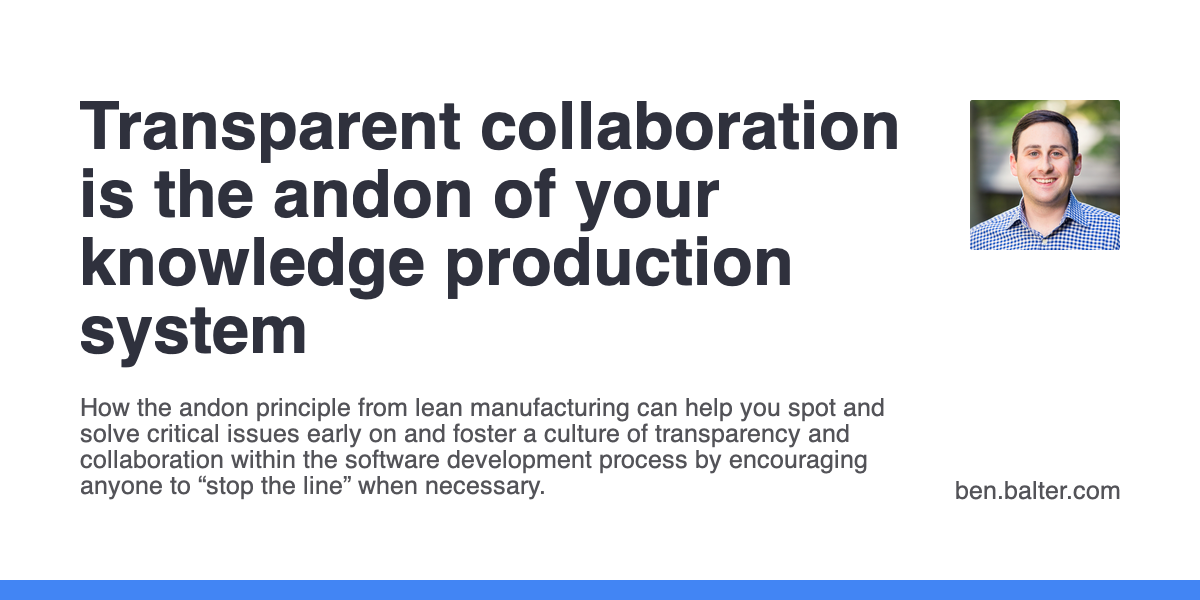 Transparent collaboration
is the andon of your
knowledge production
system
How the andon principle from lean manufacturing can help you spot and
solve critical issues early on and foster a culture of transparency and
collaboration within the software development process by encouraging
anyone to “stop the line” when necessary.
ben.balter.com